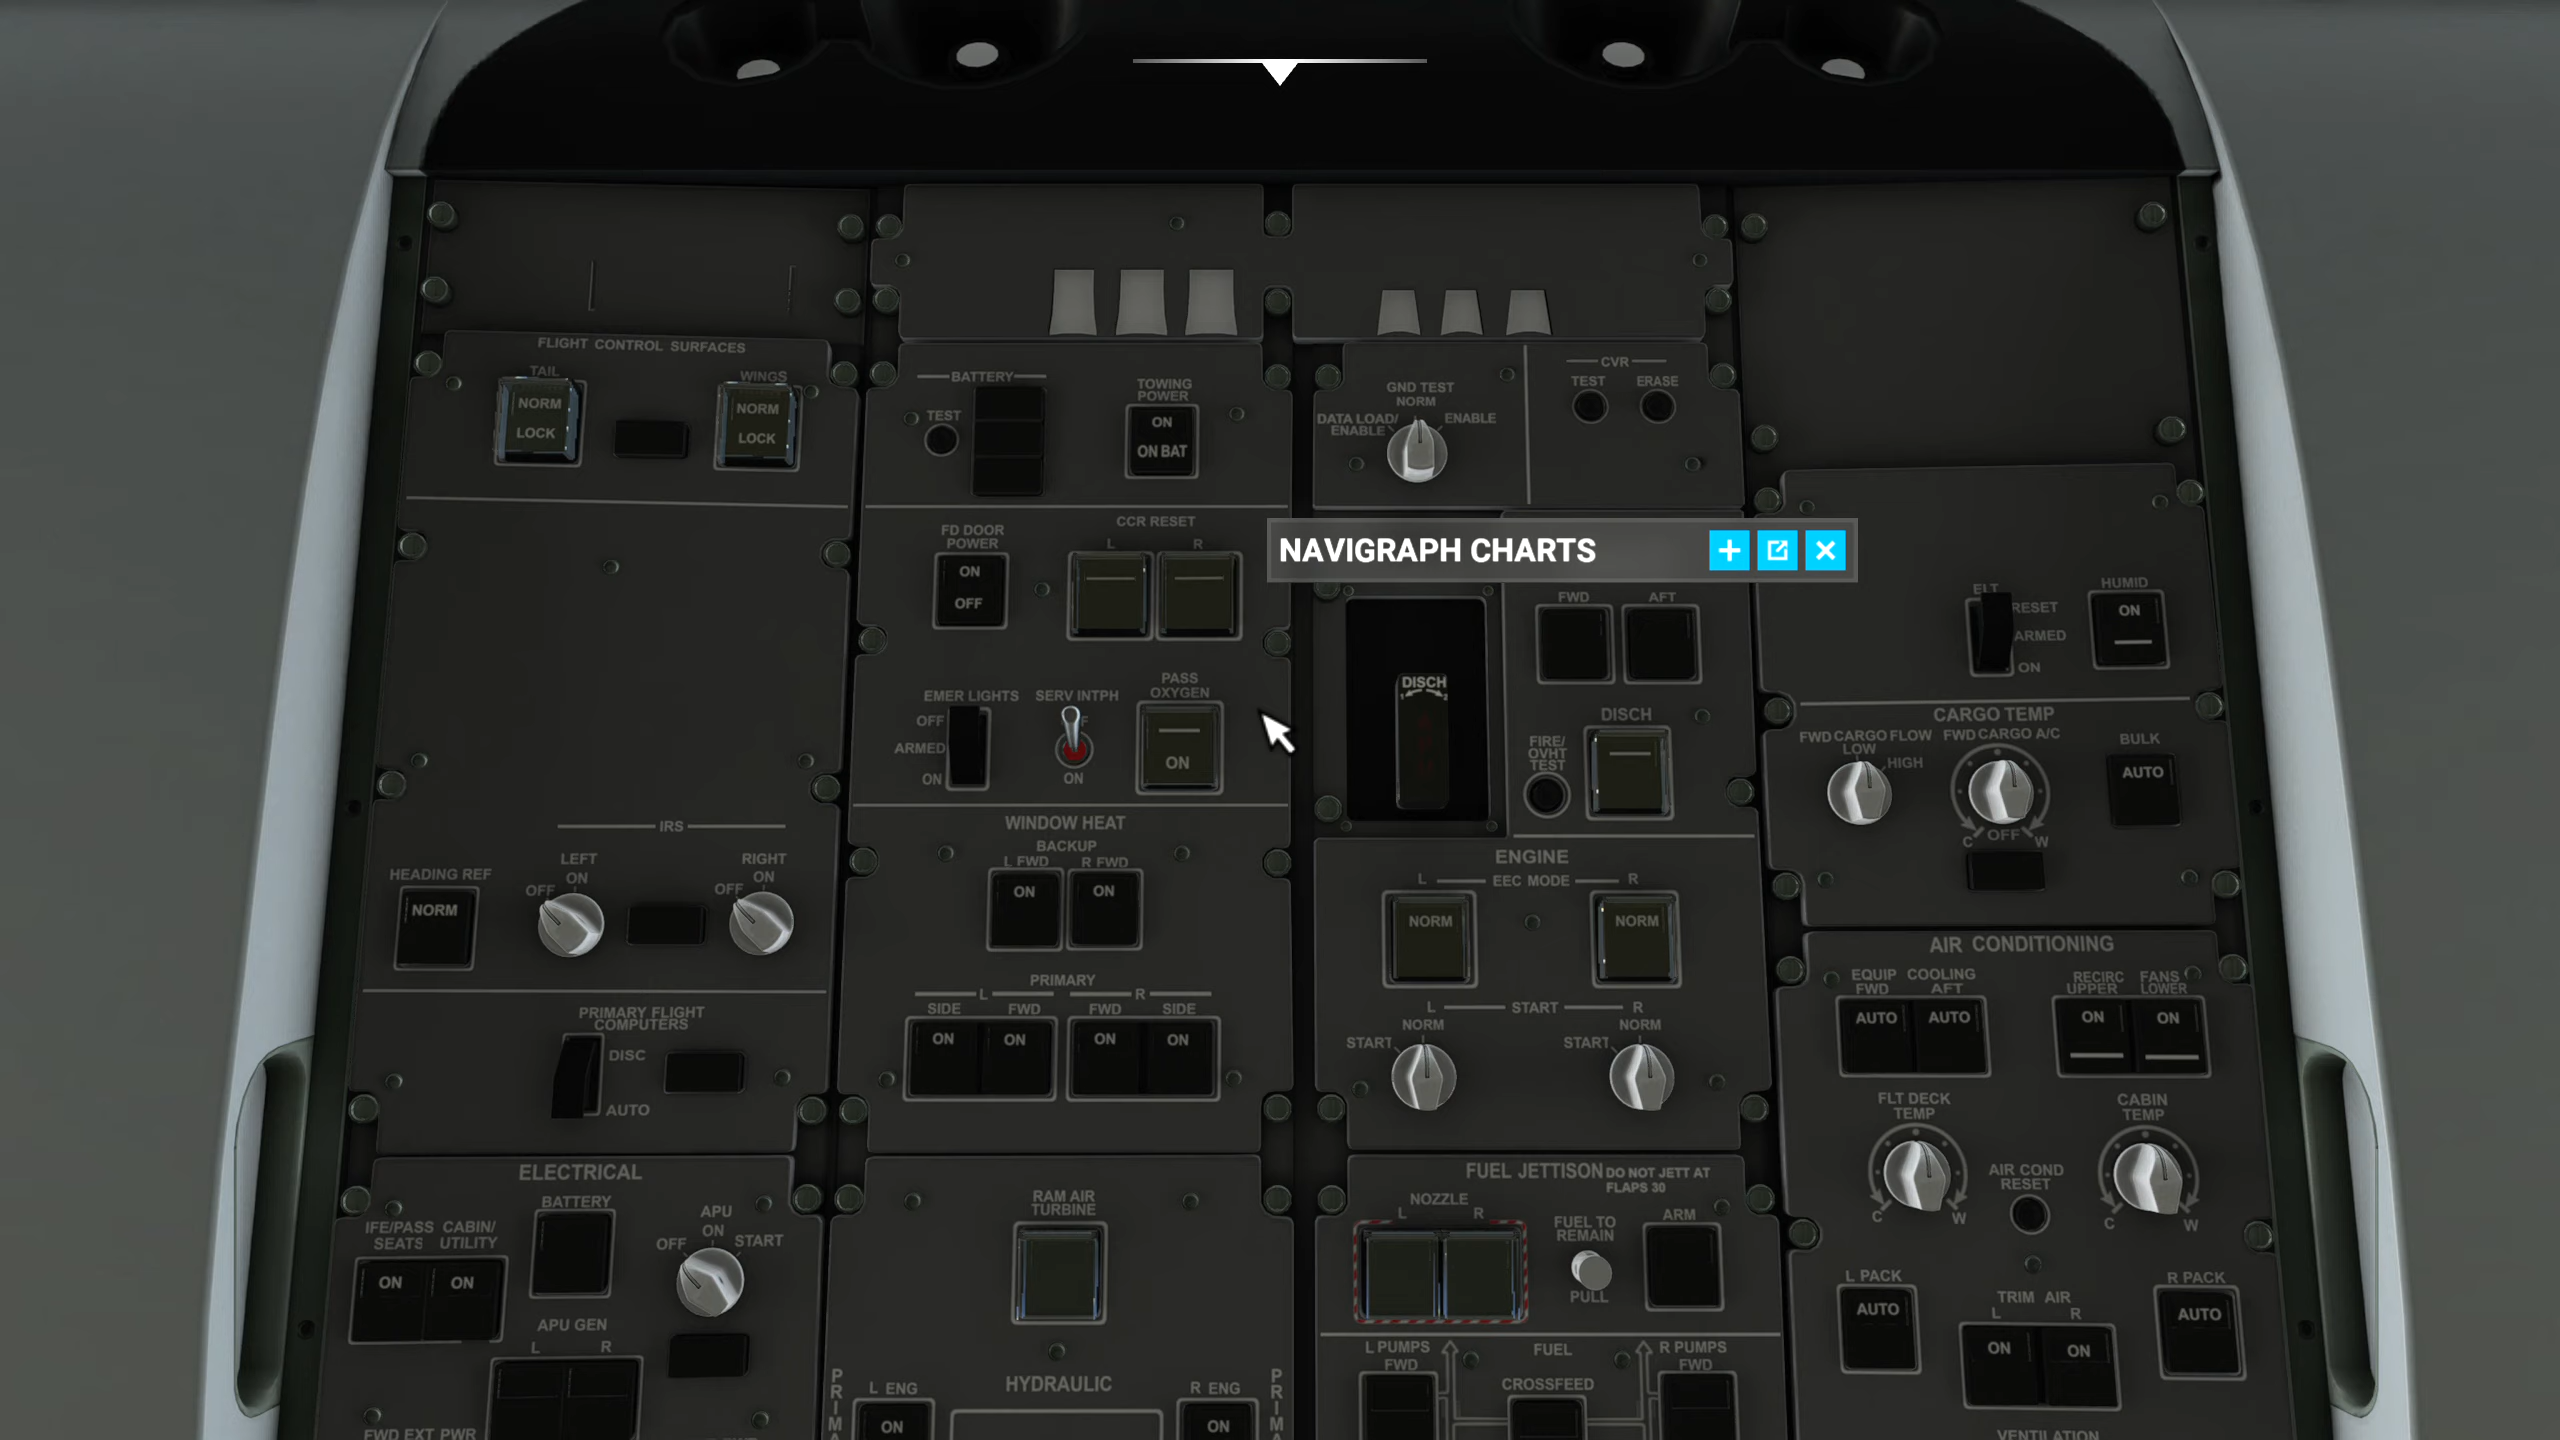 FLIGHT CONTROL SURFACES
TAIL
NORM
LOCK
WINGS
NORM
LOCK
IRS
HEADING REF
NORM
LEFT
OFF
ON
RIGHT
OFF
ON
PRIMARY FLIGHT
COMPUTERS
DISC
AUTO
ELECTRICAL
BATTERY
IFE/PASS
SEATS
ON
CABIN/
UTILITY
ON
APU
ON
OFF
START
APU GEN
L
R
FWD EXT PWR
BATTERY
TEST
TOWING
POWER
ON
ON BAT
FD DOOR
POWER
ON
OFF
CCR RESET
L
R
EMER LIGHTS
OFF
ARMED
ON
SERV INTPH
ON
PASS
OXYGEN
ON
WINDOW HEAT
BACKUP
L FWD
R FWD
ON
ON
PRIMARY
L
R
SIDE
FWD
FWD
SIDE
ON
ON
ON
ON
RAM AIR
TURBINE
HYDRAULIC
L ENG
R ENG
ON
ON
GND TEST
NORM
DATA LOAD/
ENABLE
ENABLE
CVR
TEST
ERASE
NAVIGRAPH CHARTS
FWD
AFT
DISCH
1 2
DISCH
FIRE/
OVHT
TEST
ENGINE
L EEC MODE R
NORM
NORM
L START R
NORM
START
NORM
START
FUEL JETTISON DO NOT JETT AT
FLAPS 30
NOZZLE
L
R
FUEL TO
REMAIN
PULL
ARM
L PUMPS
FWD
FUEL
CROSSFEED
R PUMPS
FWD
ELT
RESET
ARMED
ON
HUMID
ON
CARGO TEMP
FWD CARGO FLOW
LOW
HIGH
FWD CARGO A/C
C OFF W
BULK
AUTO
AIR CONDITIONING
EQUIP COOLING
FWD
AFT
AUTO
AUTO
RECIRC FANS
UPPER LOWER
ON
ON
FLT DECK
TEMP
C
W
AIR COND
RESET
CABIN
TEMP
C
W
L PACK
AUTO
TRIM AIR
L
R
ON
ON
R PACK
AUTO
VENTILATION